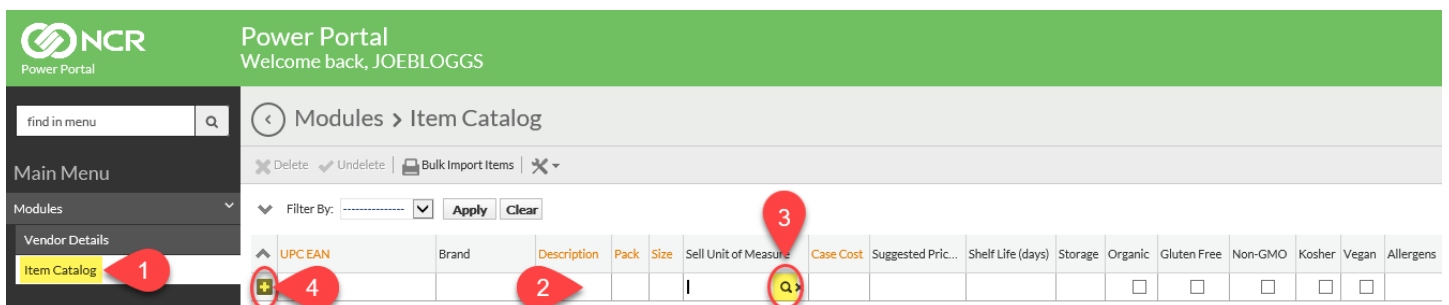 NCR
Power Portal
Power Portal
Welcome back, JOEBLOGGS
find in menu
Modules > Item Catalog
Delete Undelete Bulk Import Items
Main Menu
Modules
Filter By: --------------- Apply Clear
3
Vendor Details
UPC EAN Brand Description Pack Size Sell Unit of Measure Case Cost Suggested Pric... Shelf Life (days) Storage Organic Gluten Free Non-GMO Kosher Vegan Allergens
Item Catalog 1
4 2